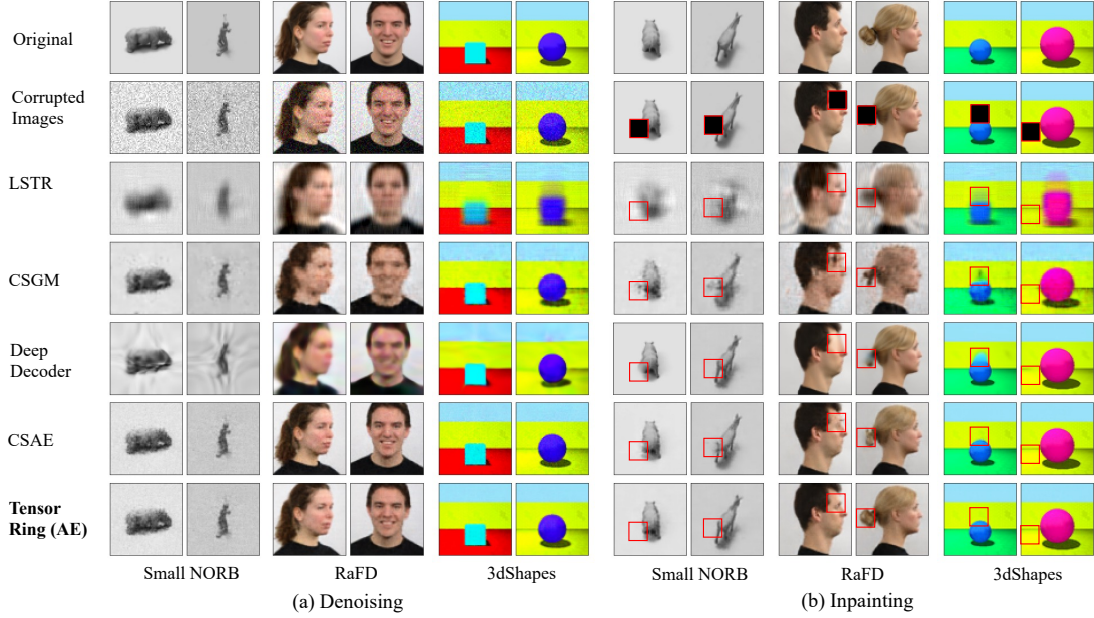 Original
Corrupted
Images
LSTR
CSGM
Deep
Decoder
CSAE
Tensor
Ring (AE)
Small NORB RaFD 3dShapes Small NORB RaFD 3dShapes
(a) Denoising (b) Inpainting